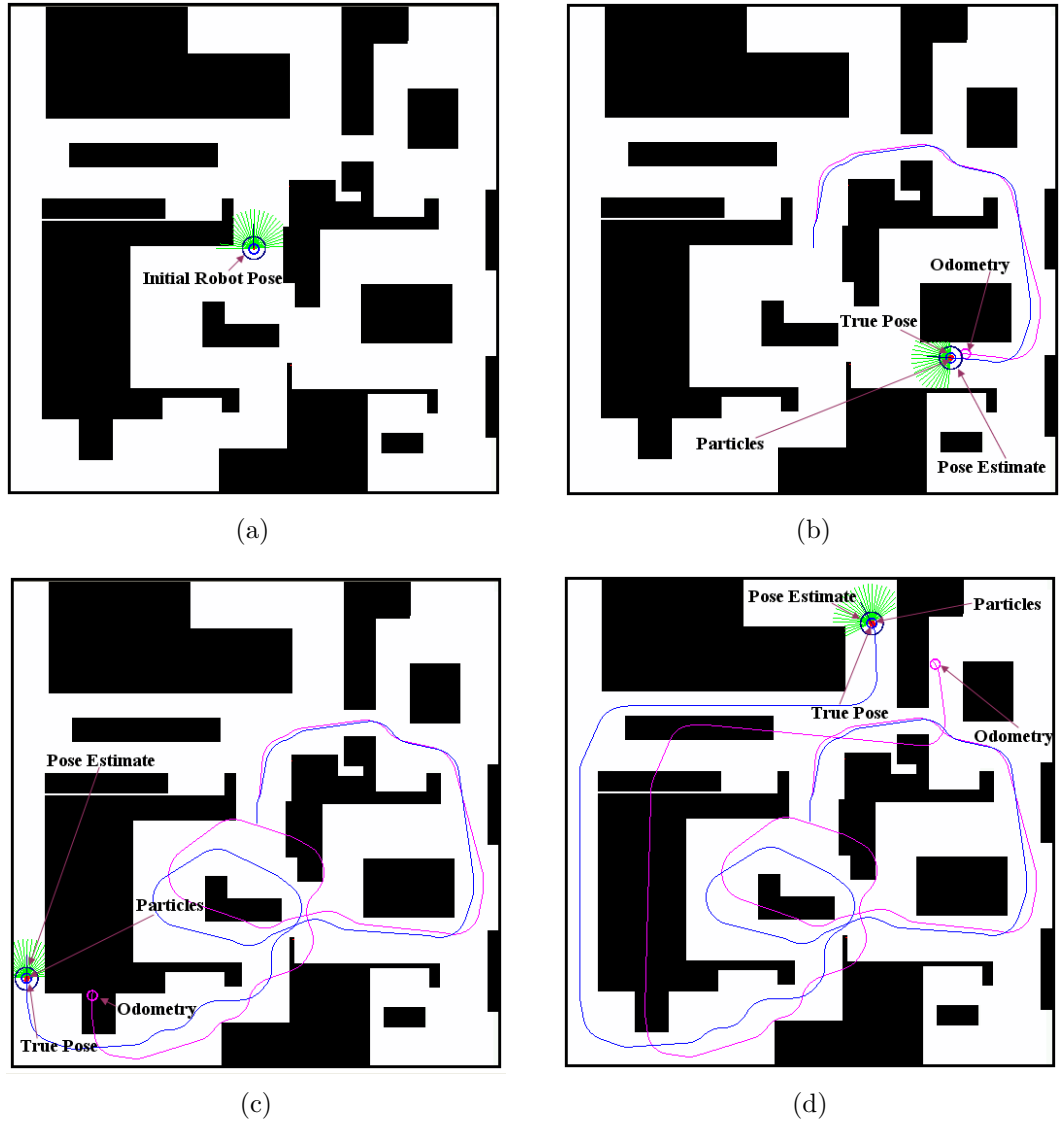 Initial Robot Pose
(a)
Odometry
True Pose
Particles
Pose Estimate
(b)
Pose Estimate
Particles
Odometry
True Pose
(c)
Pose Estimate
Particles
True Pose
Odometry
(d)